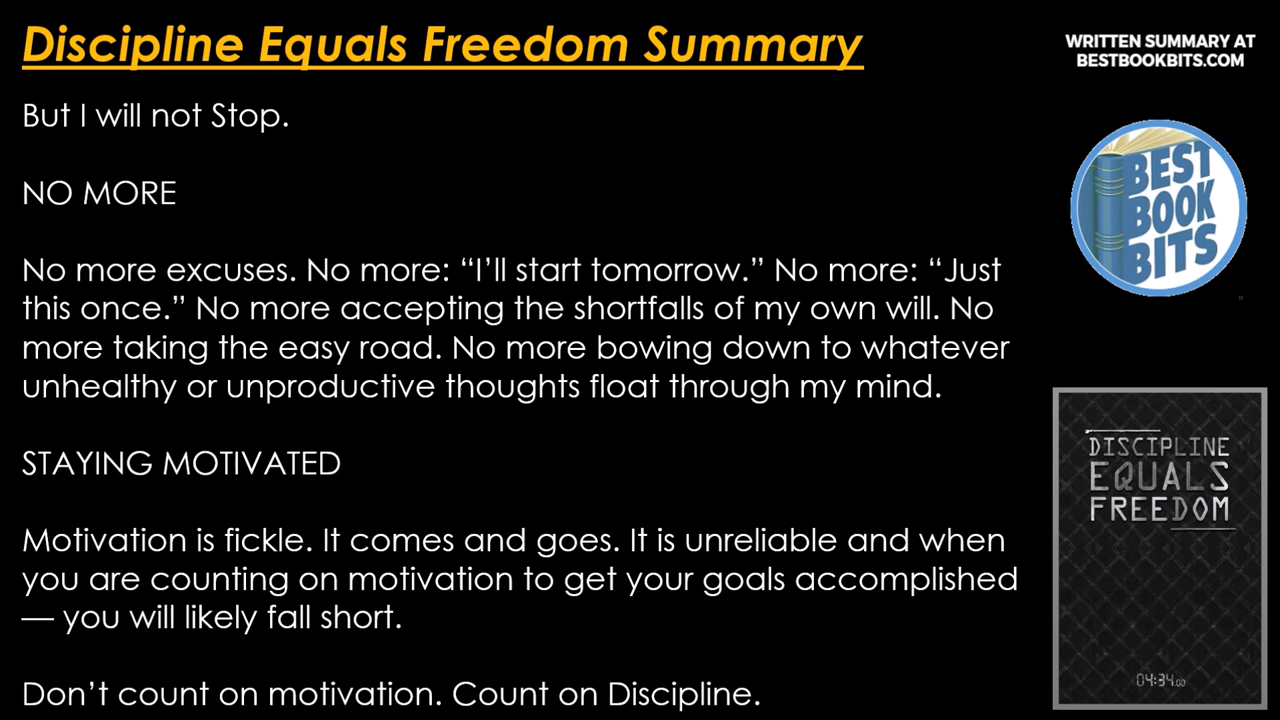 Discipline Equals Freedom Summary
WRITTEN SUMMARY AT
BESTBOOKBITS.COM
But I will not Stop.
NO MORE
No more excuses. No more: “I’ll start tomorrow.” No more: “Just
this once.” No more accepting the shortfalls of my own will. No
more taking the easy road. No more bowing down to whatever
unhealthy or unproductive thoughts float through my mind.
STAYING MOTIVATED
Motivation is fickle. It comes and goes. It is unreliable and when
you are counting on motivation to get your goals accomplished
— you will likely fall short.
Don’t count on motivation. Count on Discipline.
BEST
BOOK
BITS
DISCIPLINE
EQUALS
FREEDOM
04:34.00